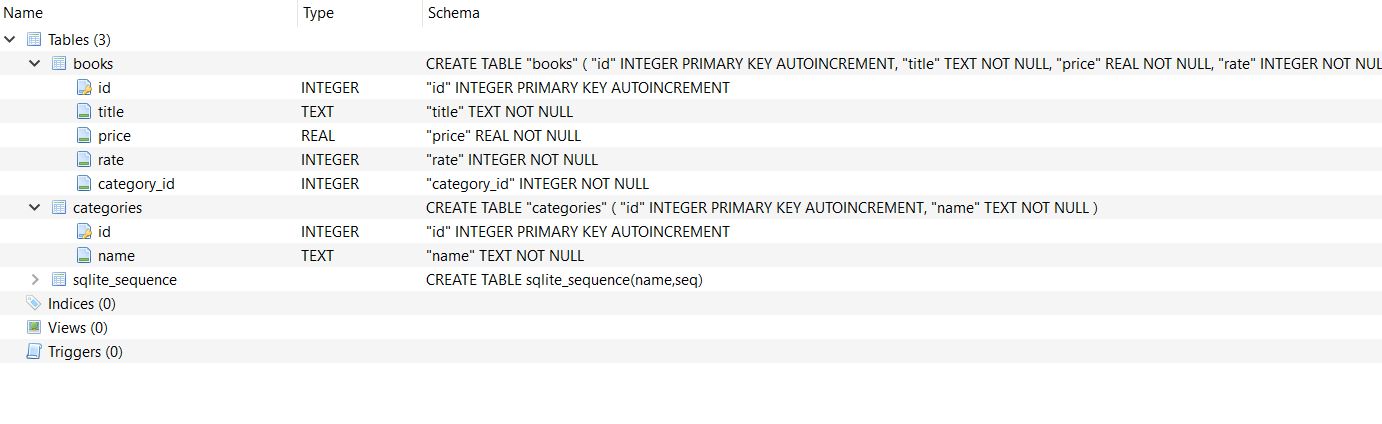 Name Type Schema
Tables (3)
books CREATE TABLE "books" ( "id" INTEGER PRIMARY KEY AUTOINCREMENT, "title" TEXT NOT NULL, "price" REAL NOT NULL, "rate" INTEGER NOT NUL
id INTEGER "id" INTEGER PRIMARY KEY AUTOINCREMENT
title TEXT "title" TEXT NOT NULL
price REAL "price" REAL NOT NULL
rate INTEGER "rate" INTEGER NOT NULL
category_id INTEGER "category_id" INTEGER NOT NULL
categories CREATE TABLE "categories" ( "id" INTEGER PRIMARY KEY AUTOINCREMENT, "name" TEXT NOT NULL )
id INTEGER "id" INTEGER PRIMARY KEY AUTOINCREMENT
name TEXT "name" TEXT NOT NULL
sqlite_sequence CREATE TABLE sqlite_sequence(name,seq)
Indices (0)
Views (0)
Triggers (0)